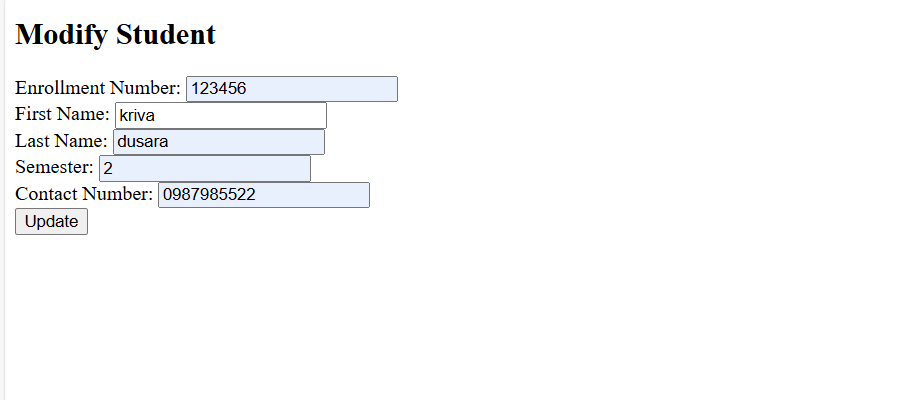 Modify Student
Enrollment Number: 123456
First Name: kriva
Last Name: dusara
Semester: 2
Contact Number: 0987985522
Update